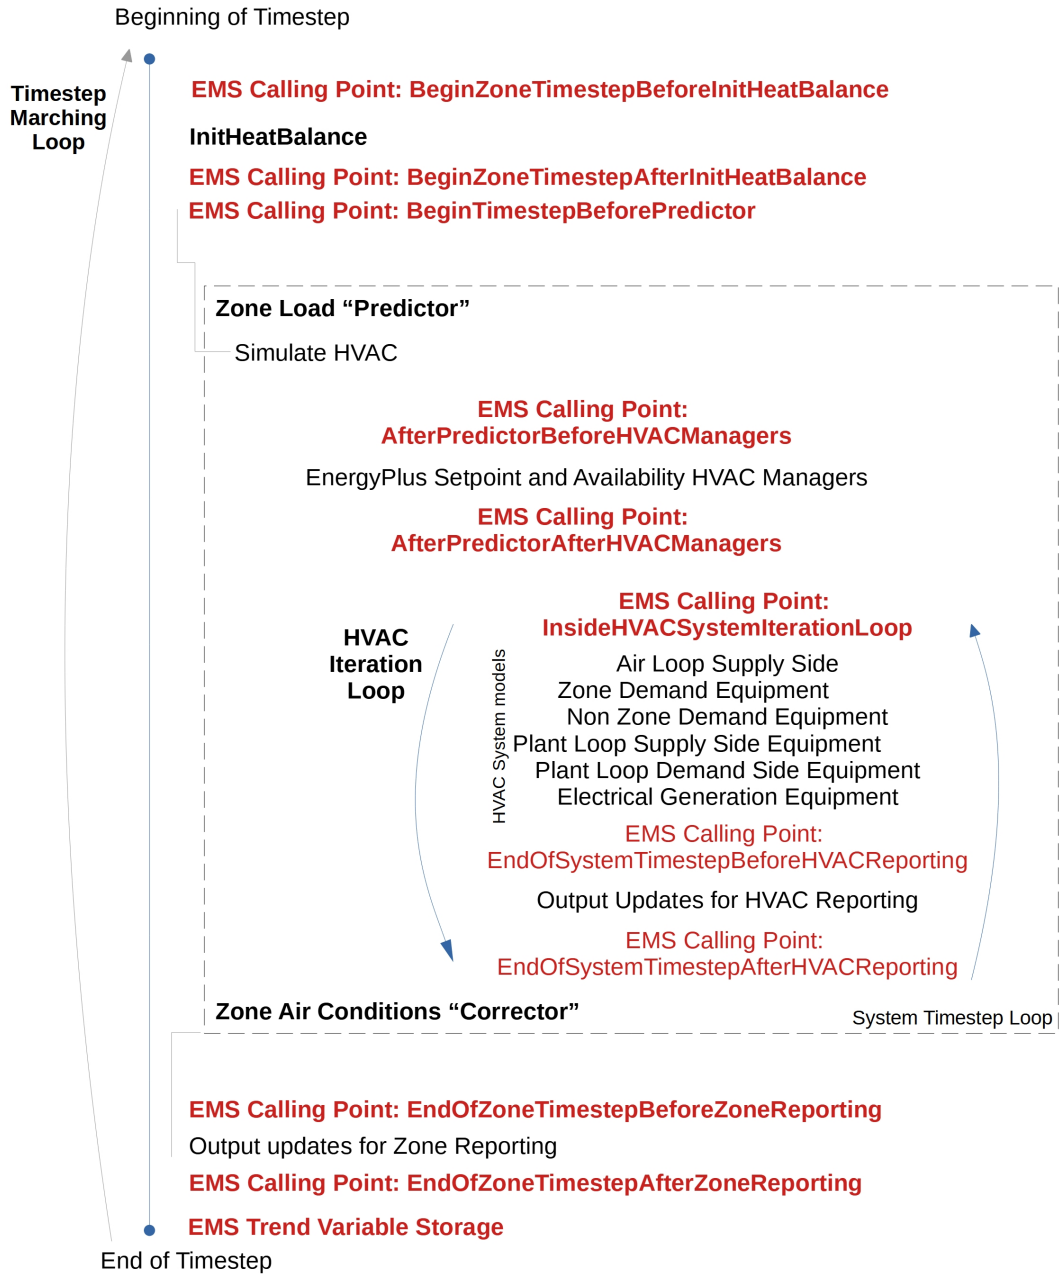 Beginning of Timestep
Timestep
Marching
Loop
EMS Calling Point: BeginZoneTimestepBeforeInitHeatBalance
InitHeatBalance
EMS Calling Point: BeginZoneTimestepAfterInitHeatBalance
EMS Calling Point: BeginTimestepBeforePredictor
Zone Load “Predictor”
Simulate HVAC
EMS Calling Point:
AfterPredictorBeforeHVACManagers
EnergyPlus Setpoint and Availability HVAC Managers
EMS Calling Point:
AfterPredictorAfterHVACManagers
HVAC
Iteration
Loop
EMS Calling Point:
InsideHVACSystemIterationLoop
HVAC System models
Air Loop Supply Side
Zone Demand Equipment
Non Zone Demand Equipment
Plant Loop Supply Side Equipment
Plant Loop Demand Side Equipment
Electrical Generation Equipment
EMS Calling Point:
EndOfSystemTimestepBeforeHVACReporting
Output Updates for HVAC Reporting
EMS Calling Point:
EndOfSystemTimestepAfterHVACReporting
Zone Air Conditions “Corrector”
System Timestep Loop
EMS Calling Point: EndOfZoneTimestepBeforeZoneReporting
Output updates for Zone Reporting
EMS Calling Point: EndOfZoneTimestepAfterZoneReporting
EMS Trend Variable Storage
End of Timestep